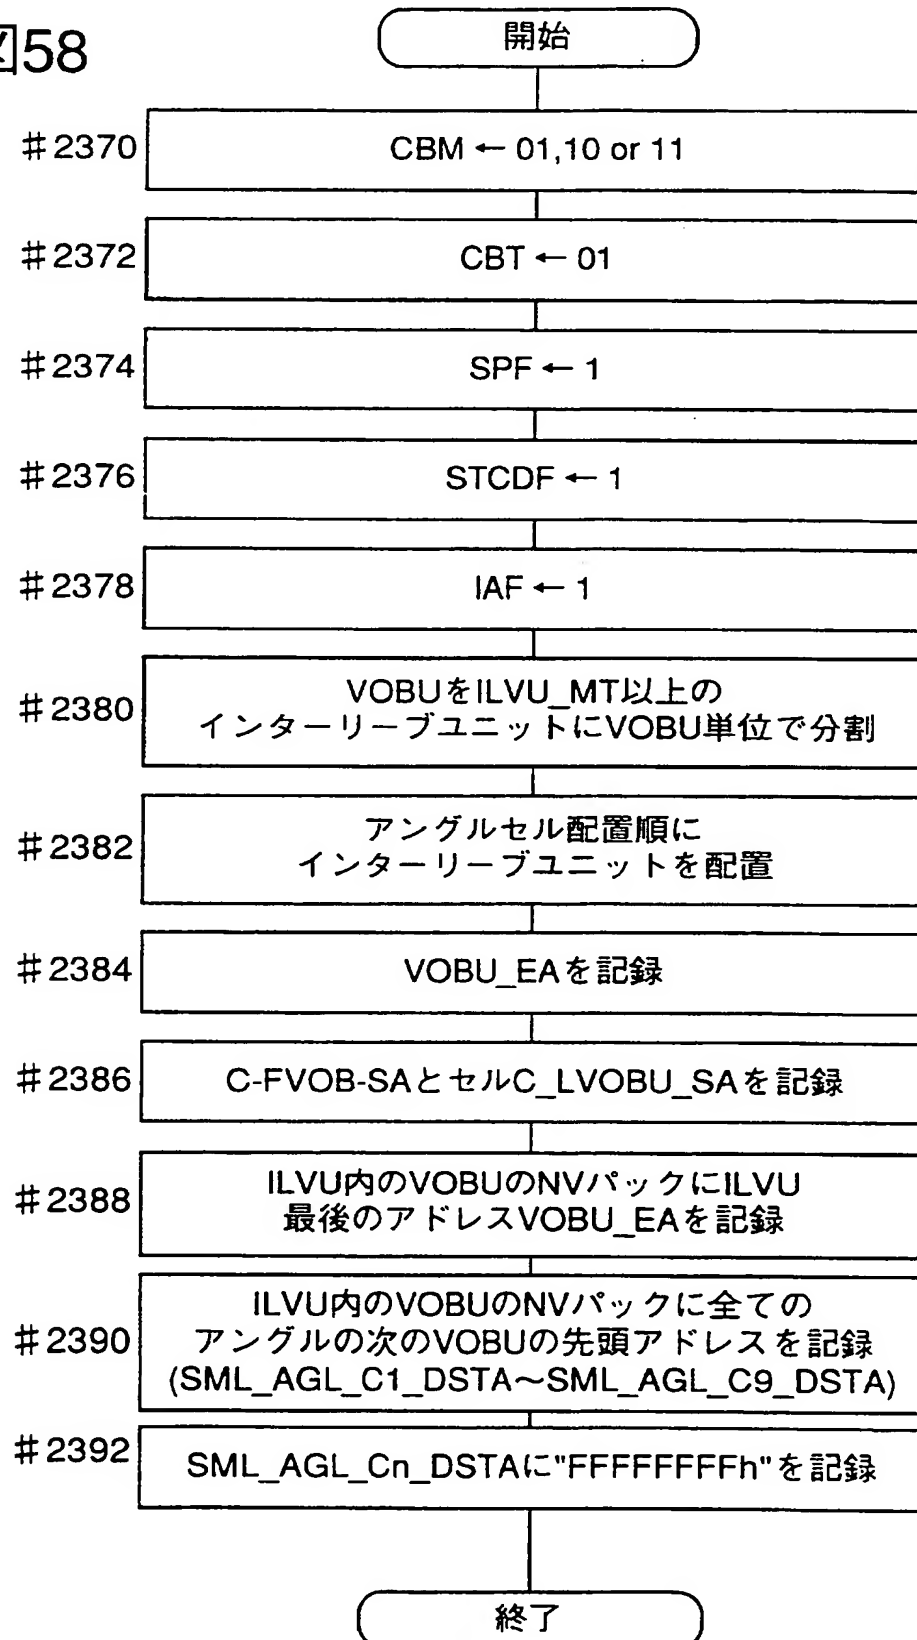 図58
開始
#2370
CBM ← 01,10 or 11
#2372
CBT ← 01
#2374
SPF ← 1
#2376
STCDF ← 1
#2378
IAF ← 1
#2380
VOBUをILVU_MT以上の
インターリーブユニットにVOBU単位で分割
#2382
アングルセル配置順に
インターリーブユニットを配置
#2384
VOBU_EAを記録
#2386
C-FVOB-SAとセルC_LVOBU_SAを記録
#2388
ILVU内のVOBUのNVパックにILVU
最後のアドレスVOBU_EAを記録
#2390
ILVU内のVOBUのNVパックに全ての
アングルの次のVOBUの先頭アドレスを記録
(SML_AGL_C1_DSTA～SML_AGL_C9_DSTA)
#2392
SML_AGL_Cn_DSTAに"FFFFFFFFh"を記録
終了